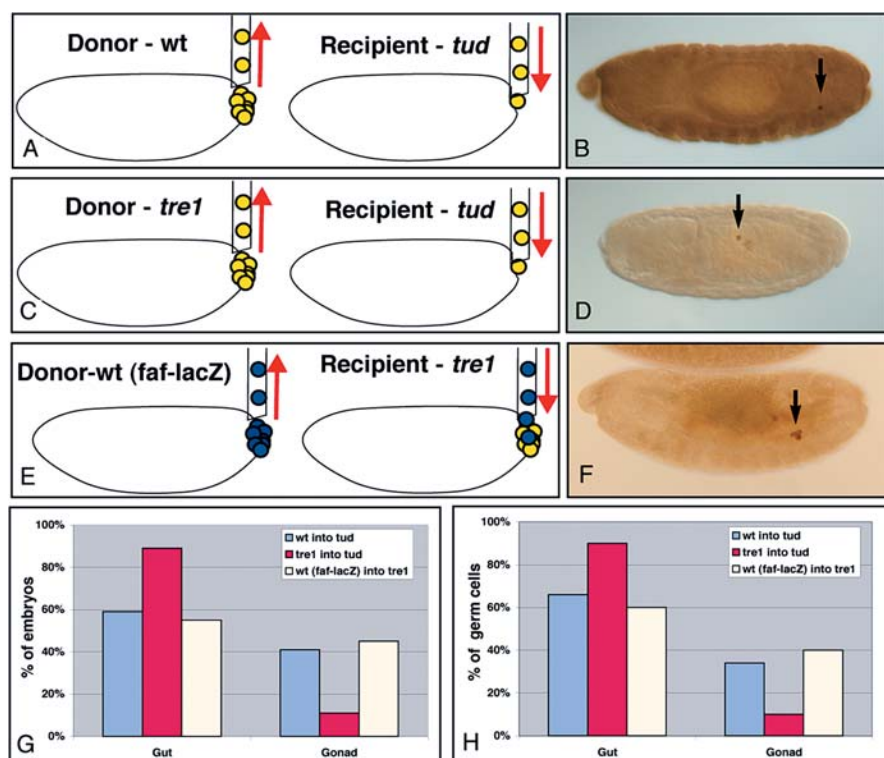 Donor - wt
Recipient - tud
A
B
Donor - tre1
Recipient - tud
C
D
Donor-wt (faf-lacZ)
Recipient - tre1
E
F
100%
80%
60%
40%
20%
0%
% of embryos
wt into tud
tre1 into tud
wt (faf-lacZ) into tre1
Gut
Gonad
G
100%
80%
60%
40%
20%
0%
% of germ cells
wt into tud
tre1 into tud
wt (faf-lacZ) into tre1
Gut
Gonad
H